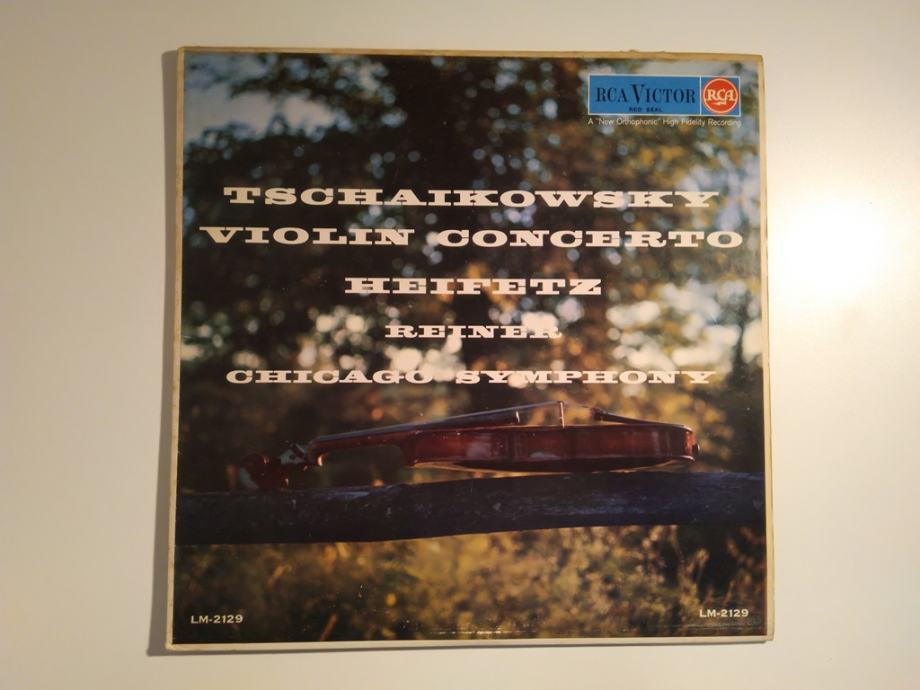 RCA VICTOR
RED SEAL
RCA
A "New Orthophonic" High Fidelity Recording
TSCHAIKOWSKY
VIOLIN CONCERTO
HEIFETZ
REINER
CHICAGO SYMPHONY
LM-2129
LM-2129